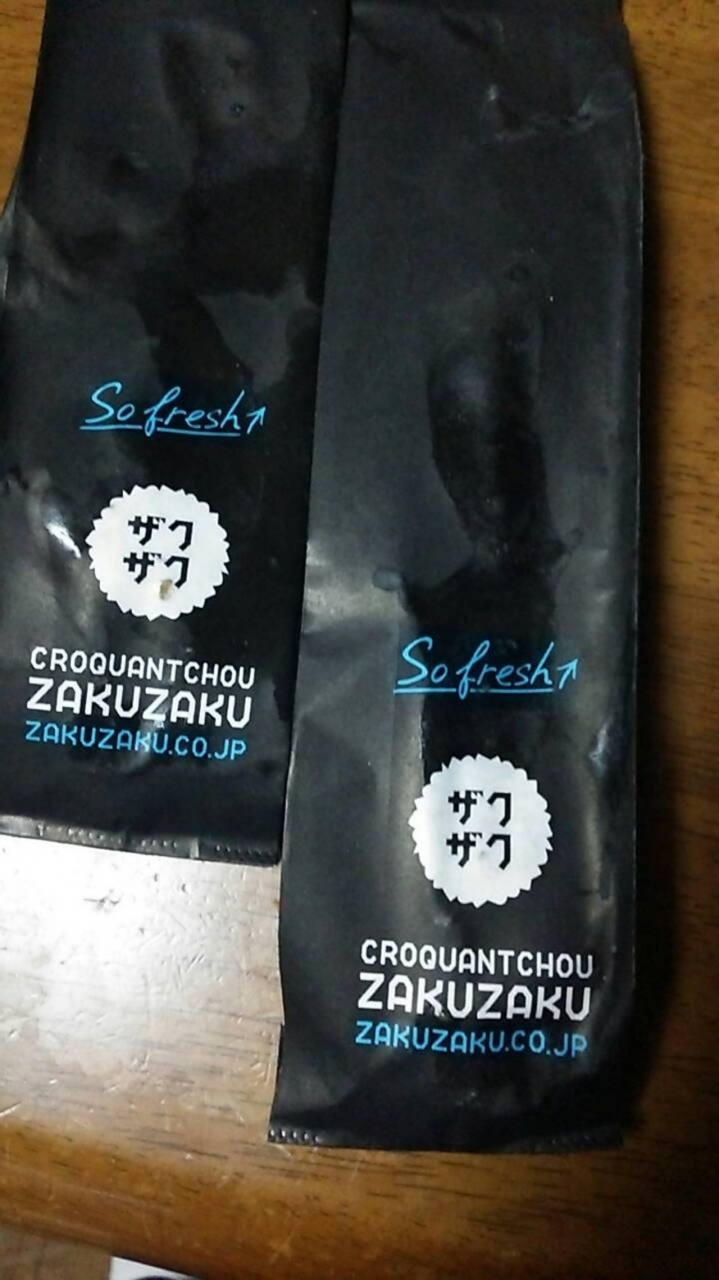 So fresh↑
ザク
ザク
CROQUANTCHOU
ZAKUZAKU
ZAKUZAKU.CO.JP
So fresh↑
ザク
ザク
CROQUANTCHOU
ZAKUZAKU
ZAKUZAKU.CO.JP